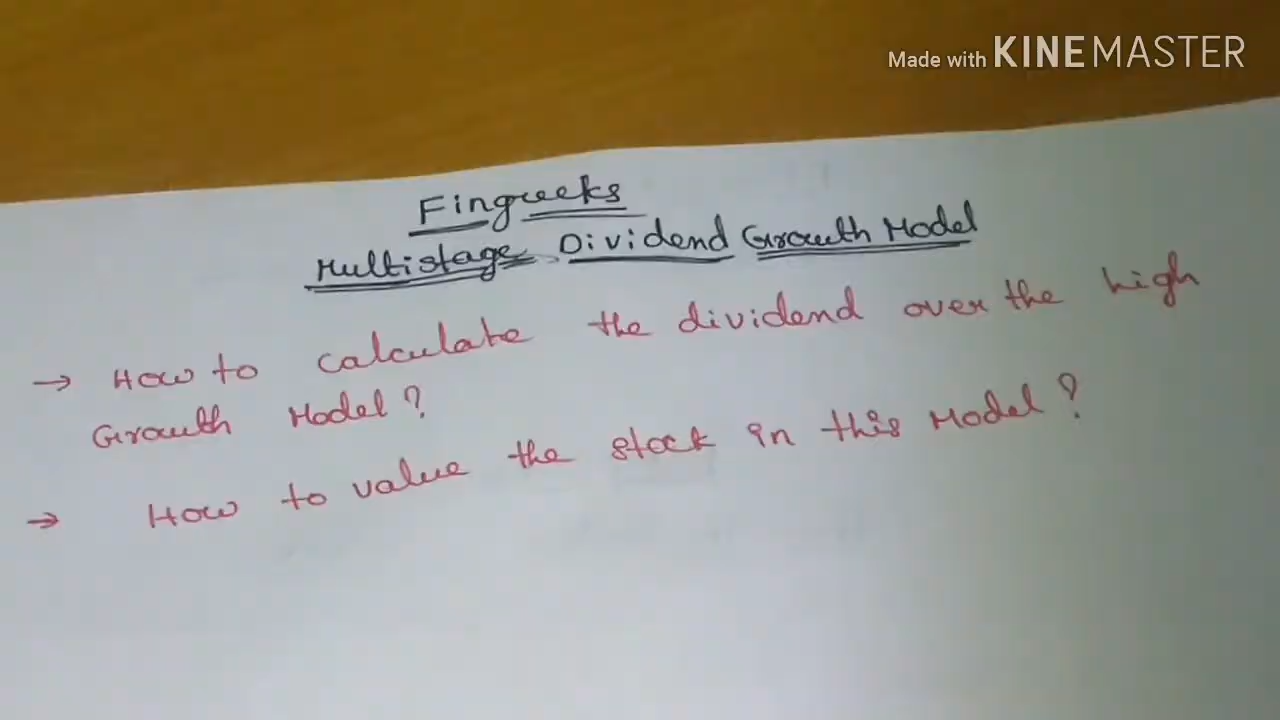 Made with KINEMASTER
Fingeeks
Multistage Dividend Growth Model
→ How to calculate the dividend over the high
Growth Model?
→ How to value the stock in this Model?